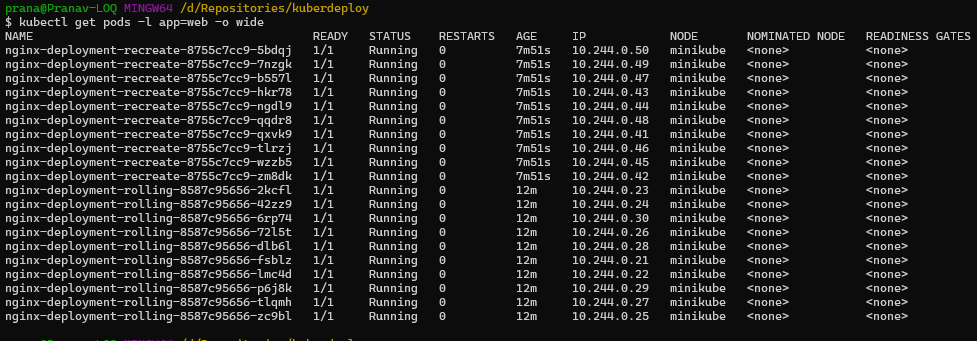 prana@Pranav-LOQ MINGW64 /d/Repositories/kuberdeploy
$ kubectl get pods -l app=web -o wide
NAME READY STATUS RESTARTS AGE IP NODE NOMINATED NODE READINESS GATES
nginx-deployment-recreate-8755c7cc9-5bdqj 1/1 Running 0 7m51s 10.244.0.50 minikube <none> <none>
nginx-deployment-recreate-8755c7cc9-7nzgk 1/1 Running 0 7m51s 10.244.0.49 minikube <none> <none>
nginx-deployment-recreate-8755c7cc9-b557l 1/1 Running 0 7m51s 10.244.0.47 minikube <none> <none>
nginx-deployment-recreate-8755c7cc9-hkr78 1/1 Running 0 7m51s 10.244.0.43 minikube <none> <none>
nginx-deployment-recreate-8755c7cc9-ngdl9 1/1 Running 0 7m51s 10.244.0.44 minikube <none> <none>
nginx-deployment-recreate-8755c7cc9-qqdr8 1/1 Running 0 7m51s 10.244.0.48 minikube <none> <none>
nginx-deployment-recreate-8755c7cc9-qxvk9 1/1 Running 0 7m51s 10.244.0.41 minikube <none> <none>
nginx-deployment-recreate-8755c7cc9-tlrzj 1/1 Running 0 7m51s 10.244.0.46 minikube <none> <none>
nginx-deployment-recreate-8755c7cc9-wzzb5 1/1 Running 0 7m51s 10.244.0.45 minikube <none> <none>
nginx-deployment-recreate-8755c7cc9-zm8dk 1/1 Running 0 7m51s 10.244.0.42 minikube <none> <none>
nginx-deployment-rolling-8587c95656-2kcfl 1/1 Running 0 12m 10.244.0.23 minikube <none> <none>
nginx-deployment-rolling-8587c95656-42zz9 1/1 Running 0 12m 10.244.0.24 minikube <none> <none>
nginx-deployment-rolling-8587c95656-6rp74 1/1 Running 0 12m 10.244.0.30 minikube <none> <none>
nginx-deployment-rolling-8587c95656-72l5t 1/1 Running 0 12m 10.244.0.26 minikube <none> <none>
nginx-deployment-rolling-8587c95656-dlb6l 1/1 Running 0 12m 10.244.0.28 minikube <none> <none>
nginx-deployment-rolling-8587c95656-fsblz 1/1 Running 0 12m 10.244.0.21 minikube <none> <none>
nginx-deployment-rolling-8587c95656-lmc4d 1/1 Running 0 12m 10.244.0.22 minikube <none> <none>
nginx-deployment-rolling-8587c95656-p6j8k 1/1 Running 0 12m 10.244.0.29 minikube <none> <none>
nginx-deployment-rolling-8587c95656-tlqmh 1/1 Running 0 12m 10.244.0.27 minikube <none> <none>
nginx-deployment-rolling-8587c95656-zc9bl 1/1 Running 0 12m 10.244.0.25 minikube <none> <none>